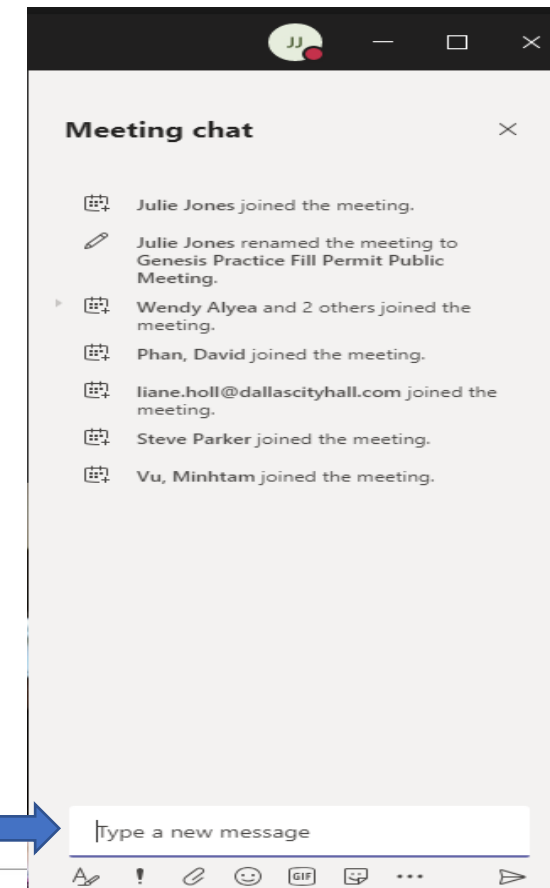 JJ
Meeting chat
Julie Jones joined the meeting.
Julie Jones renamed the meeting to
Genesis Practice Fill Permit Public
Meeting.
Wendy Alyea and 2 others joined the
meeting.
Phan, David joined the meeting.
liane.holl@dallascityhall.com joined the
meeting.
Steve Parker joined the meeting.
Vu, Minhtam joined the meeting.
Type a new message
GIF